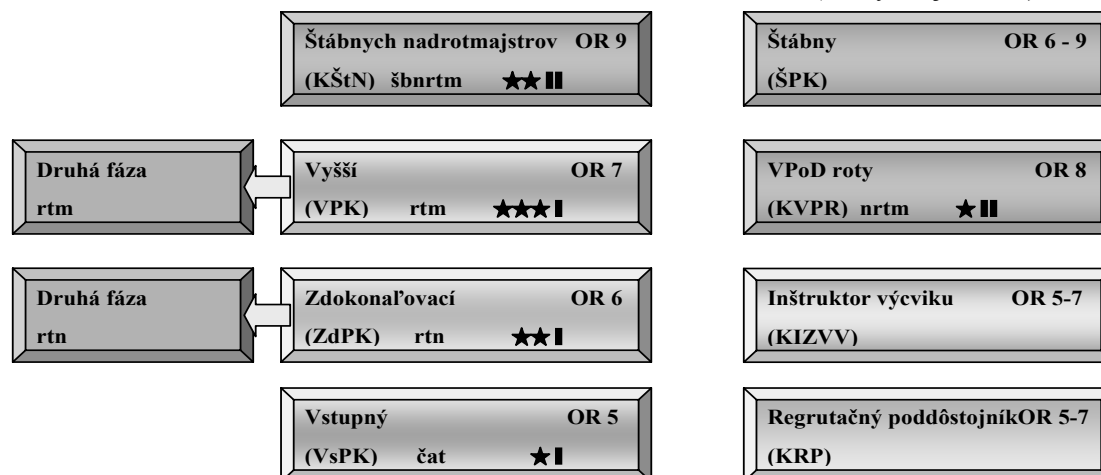 Štábnych nadrotmajstrov OR 9
(KŠtN) šbnrtm ★★▮▮
Štábny OR 6 - 9
(ŠPK)
Druhá fáza
rtm
Vyšší OR 7
(VPK) rtm ★★★▮
VPoD roty OR 8
(KVPR) nrtm ★▮▮
Druhá fáza
rtn
Zdokonaľovací OR 6
(ZdPK) rtn ★★▮
Inštruktor výcviku OR 5-7
(KIZVV)
Vstupný OR 5
(VsPK) čat ★▮
Regrutačný poddôstojníkOR 5-7
(KRP)